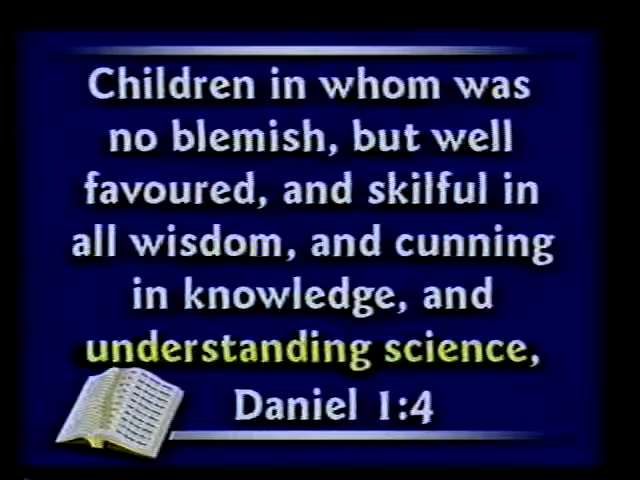 Children in whom was
no blemish, but well
favoured, and skilful in
all wisdom, and cunning
in knowledge, and
understanding science,
Daniel 1:4